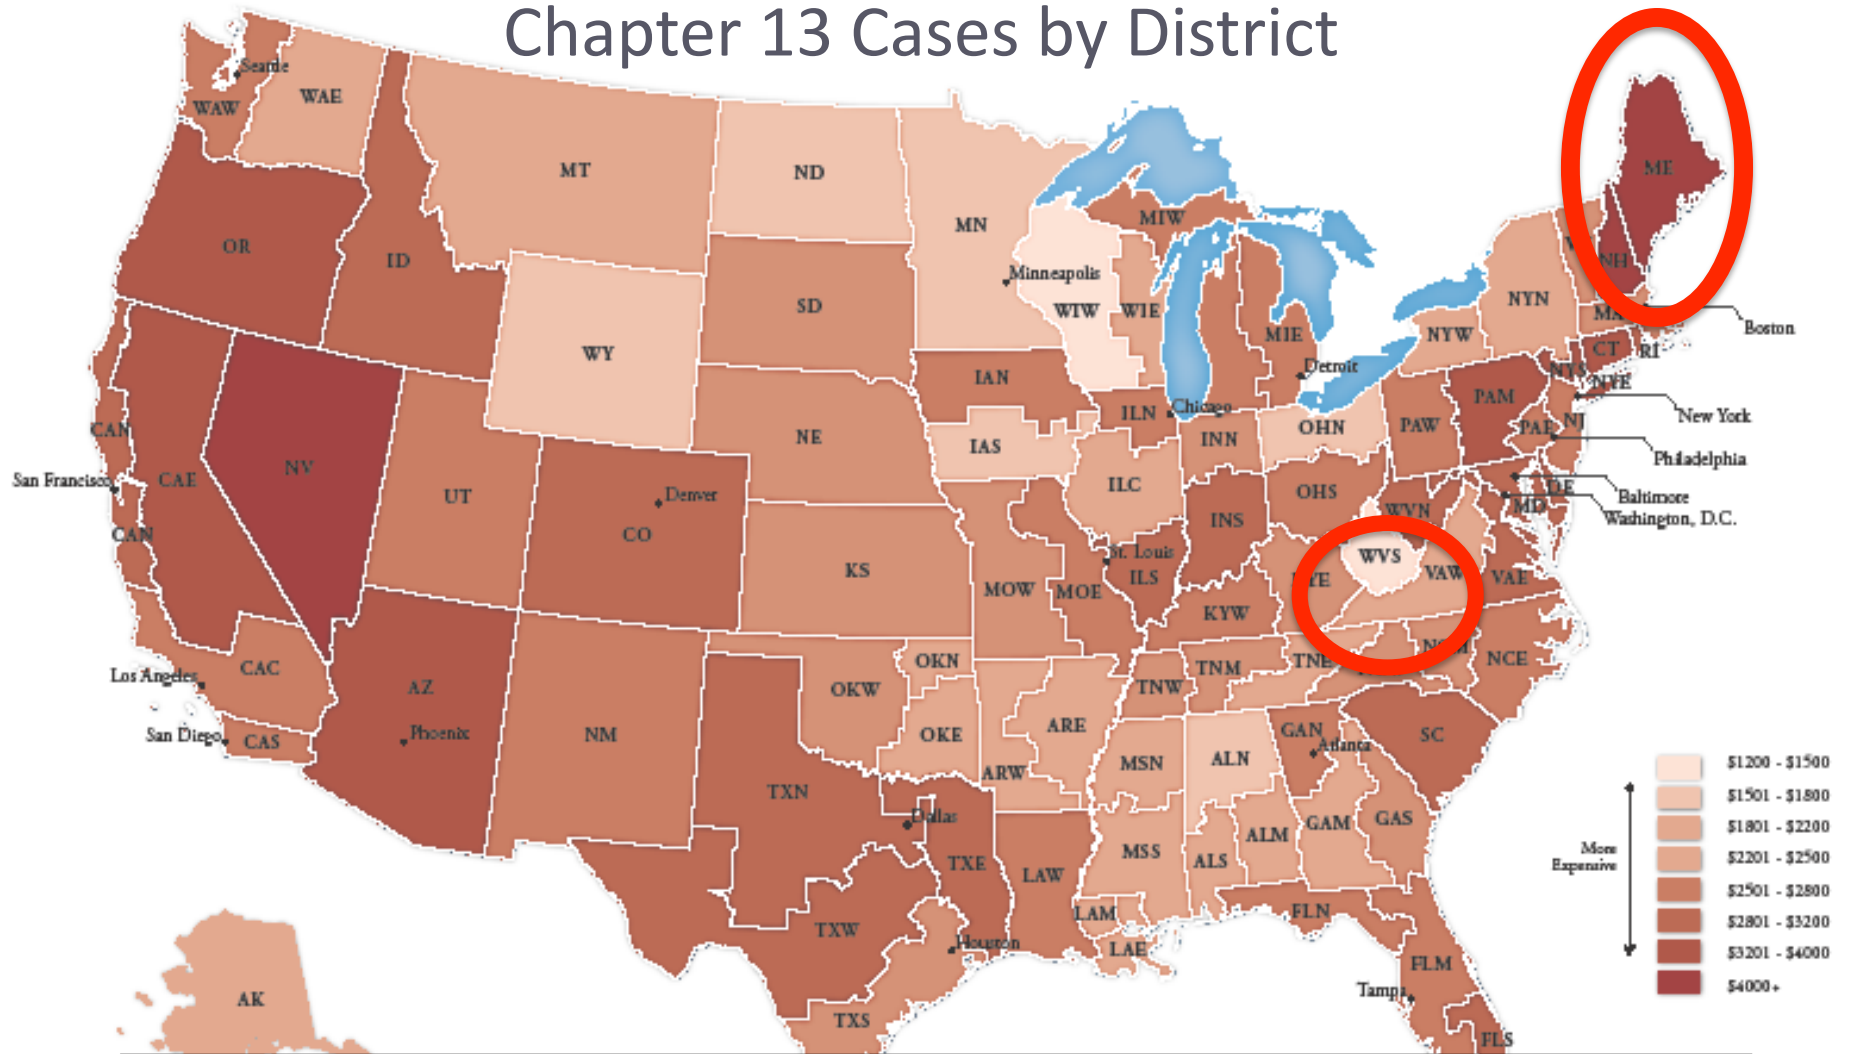 Chapter 13 Cases by District
Seattle
WAW
WAE
MT
ND
MN
MIW
ME
OR
ID
SD
WY
Minneapolis
WIW
WIE
MIE
Detroit
NYN
NYW
NH
MA
Boston
CT
RI
NYS
NYE
New York
NJ
PAM
PAE
PAW
Philadelphia
IAN
IAS
ILN
Chicago
INN
OHN
NE
CAN
San Francisco
CAE
NV
UT
CO
Denver
KS
ILC
INS
OHS
WVN
DE
MD
Baltimore
Washington, D.C.
CAN
MOW
MOE
St. Louis
ILS
WVS
VAW
VAE
KYW
TNE
NCE
CAC
Los Angeles
AZ
Phoenix
San Diego
CAS
NM
OKN
OKW
OKE
TNW
TNM
ARE
ARW
MSN
ALN
GAN
Atlanta
SC
TXN
Dallas
TXE
LAW
MSS
ALS
ALM
GAM
GAS
TXW
Houston
LAM
LAE
FLN
FLM
Tampa
FLS
TXS
AK
$1200 - $1500
$1501 - $1800
$1801 - $2200
$2201 - $2500
$2501 - $2800
$2801 - $3200
$3201 - $4000
$4000+
More
Expensive